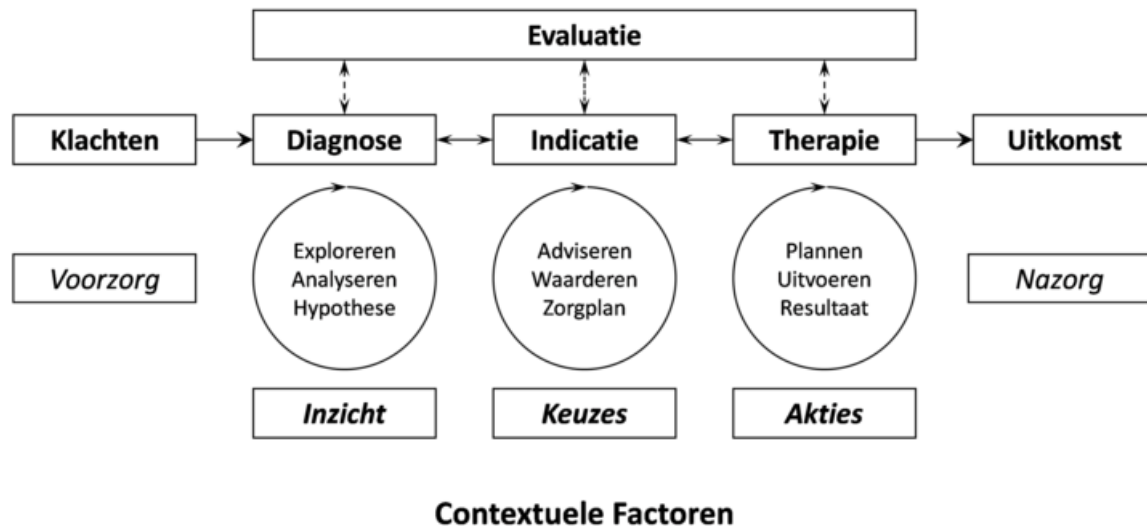 Evaluatie
Klachten
Diagnose
Indicatie
Therapie
Uitkomst
Voorzorg
Exploreren
Analyseren
Hypothese
Adviseren
Waarderen
Zorgplan
Plannen
Uitvoeren
Resultaat
Nazorg
Inzicht
Keuzes
Akties
Contextuele Factoren